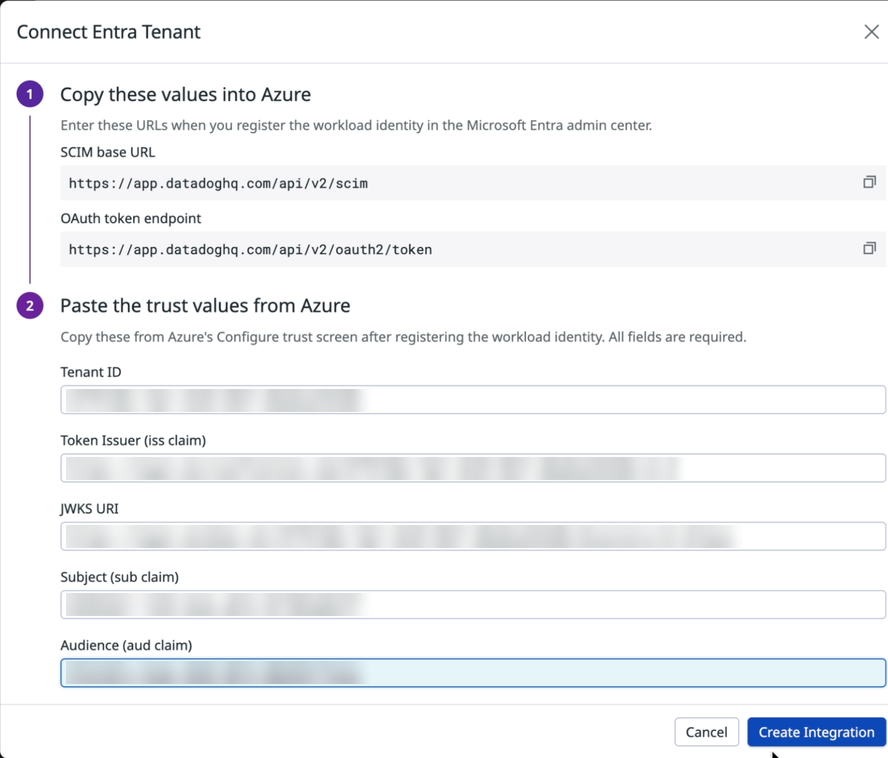 Connect Entra Tenant
1
Copy these values into Azure
Enter these URLs when you register the workload identity in the Microsoft Entra admin center.
SCIM base URL
https://app.datadoghq.com/api/v2/scim
OAuth token endpoint
https://app.datadoghq.com/api/v2/oauth2/token
2
Paste the trust values from Azure
Copy these from Azure's Configure trust screen after registering the workload identity. All fields are required.
Tenant ID
Token Issuer (iss claim)
JWKS URI
Subject (sub claim)
Audience (aud claim)
Cancel
Create Integration